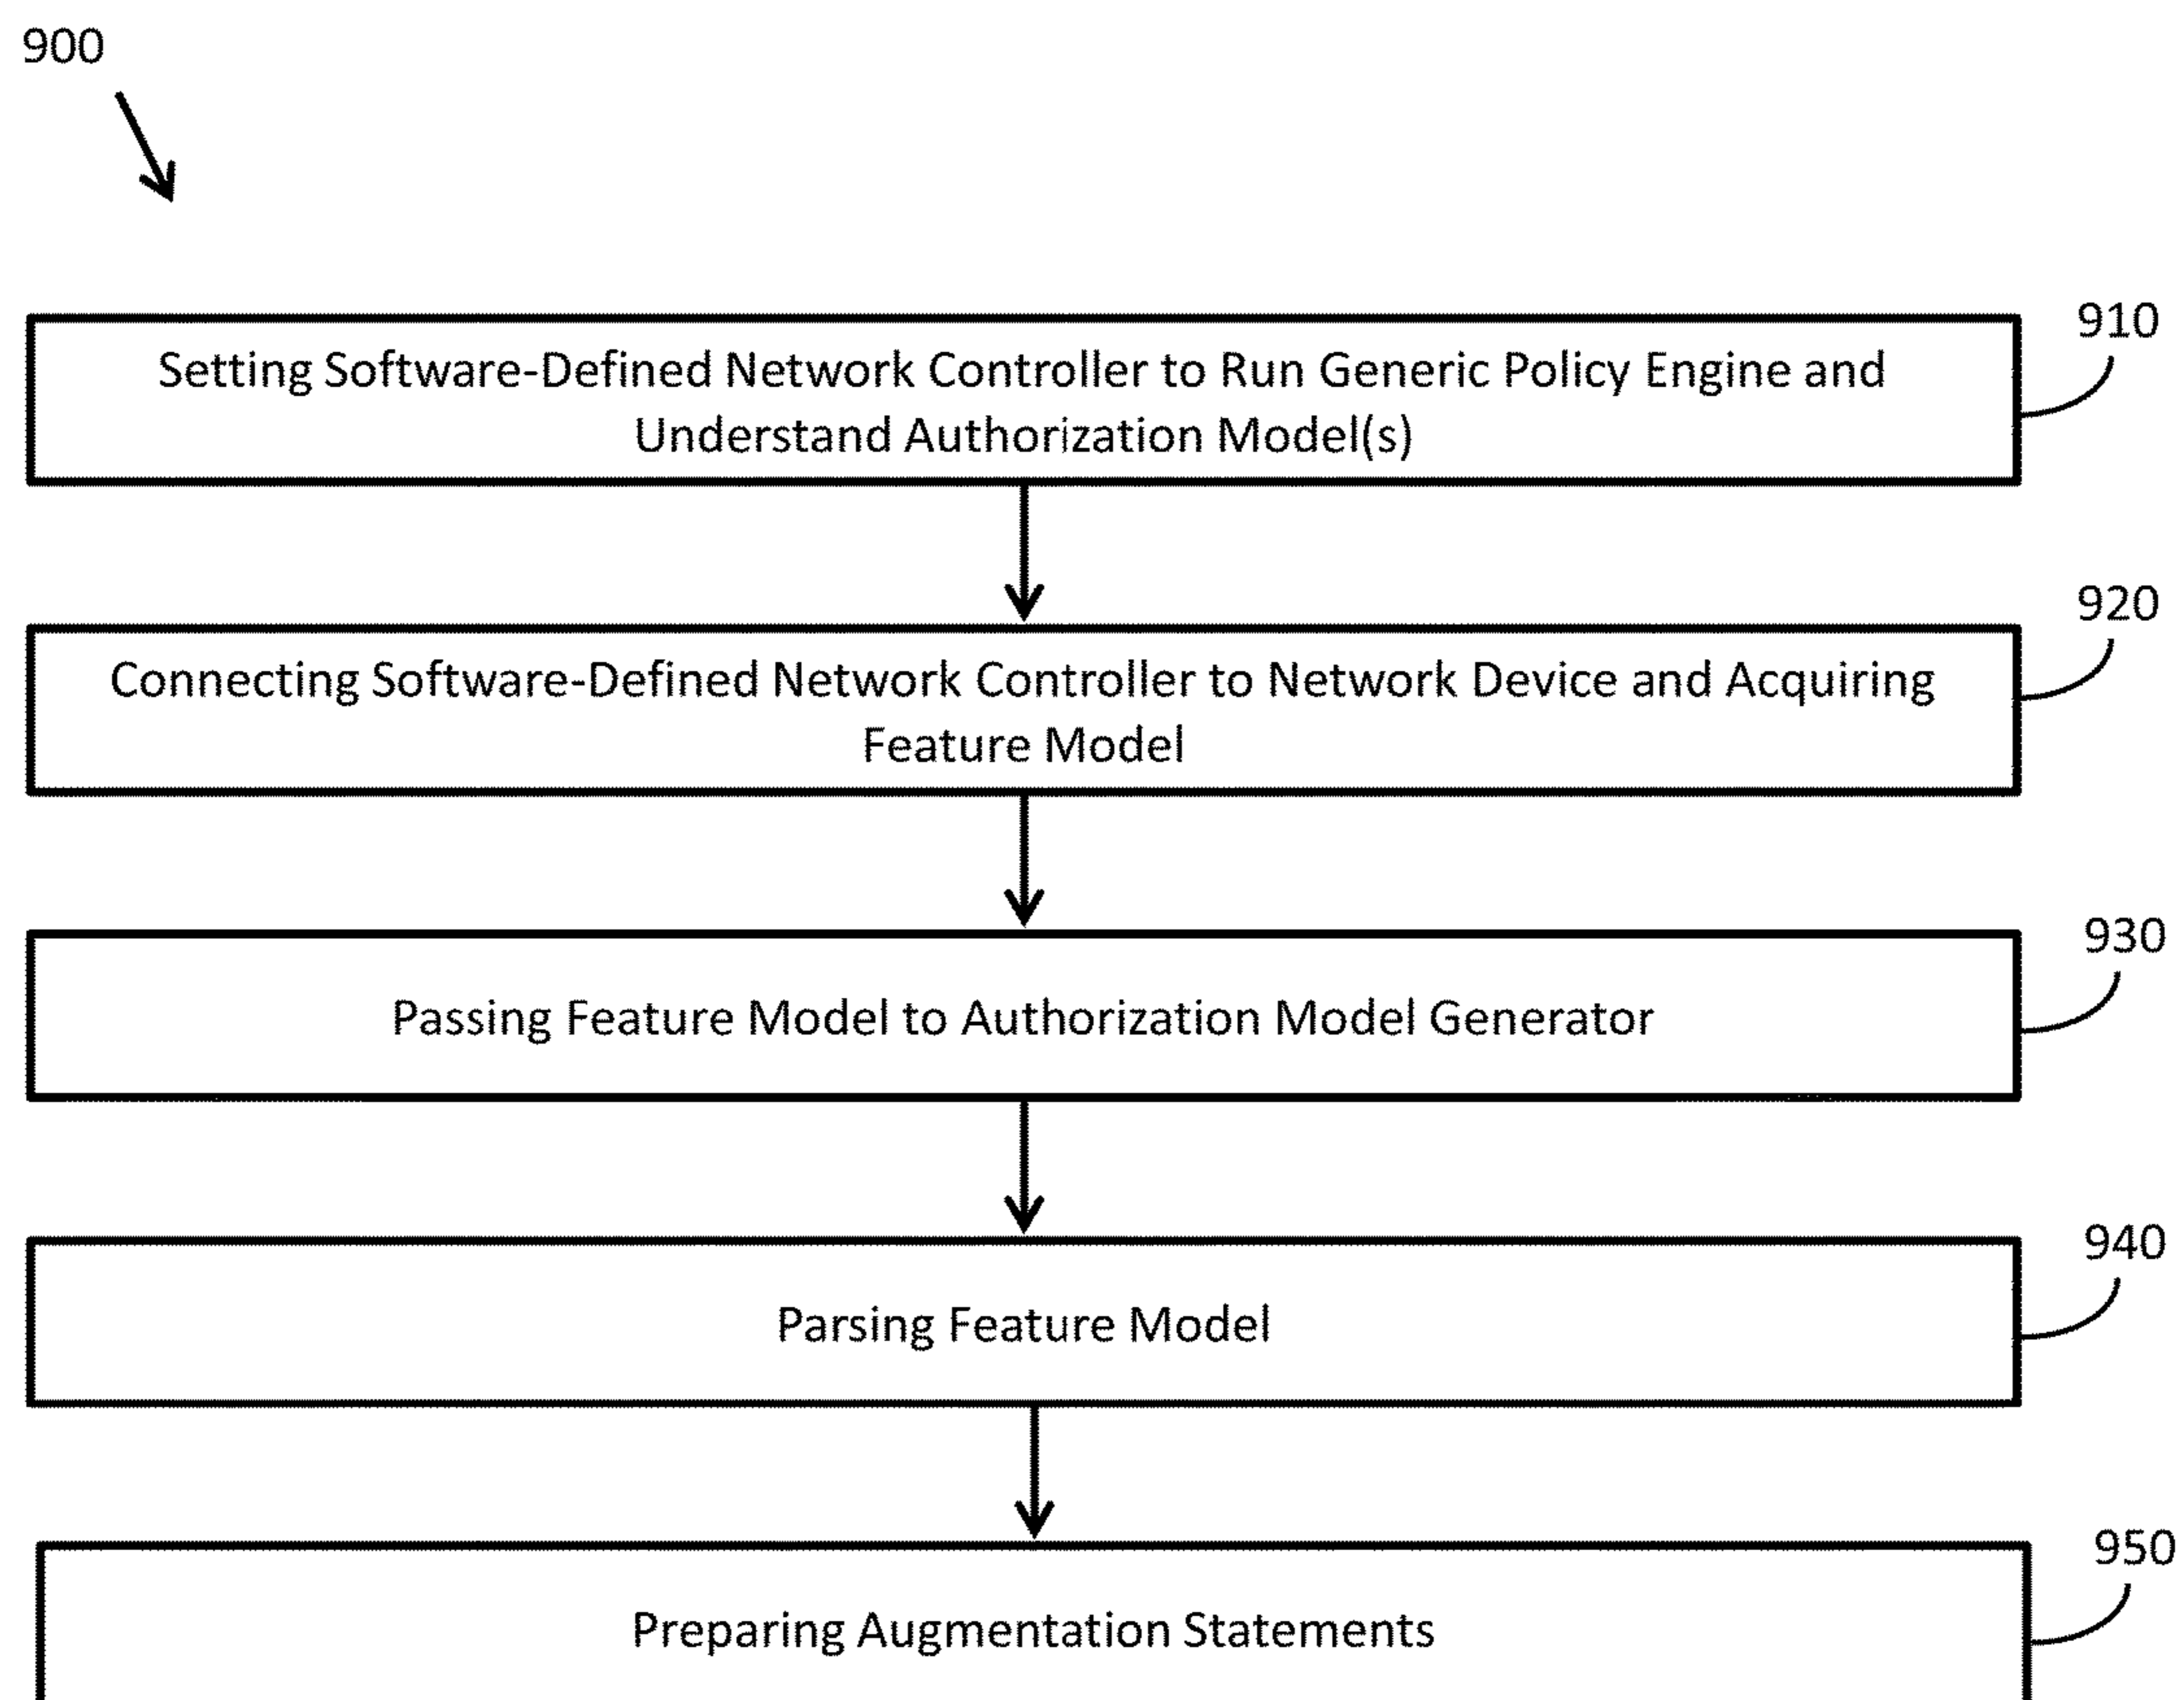 900
910
Setting Software-Defined Network Controller to Run Generic Policy Engine and
Understand Authorization Model(s)
920
Connecting Software-Defined Network Controller to Network Device and Acquiring
Feature Model
930
Passing Feature Model to Authorization Model Generator
940
Parsing Feature Model
950
Preparing Augmentation Statements